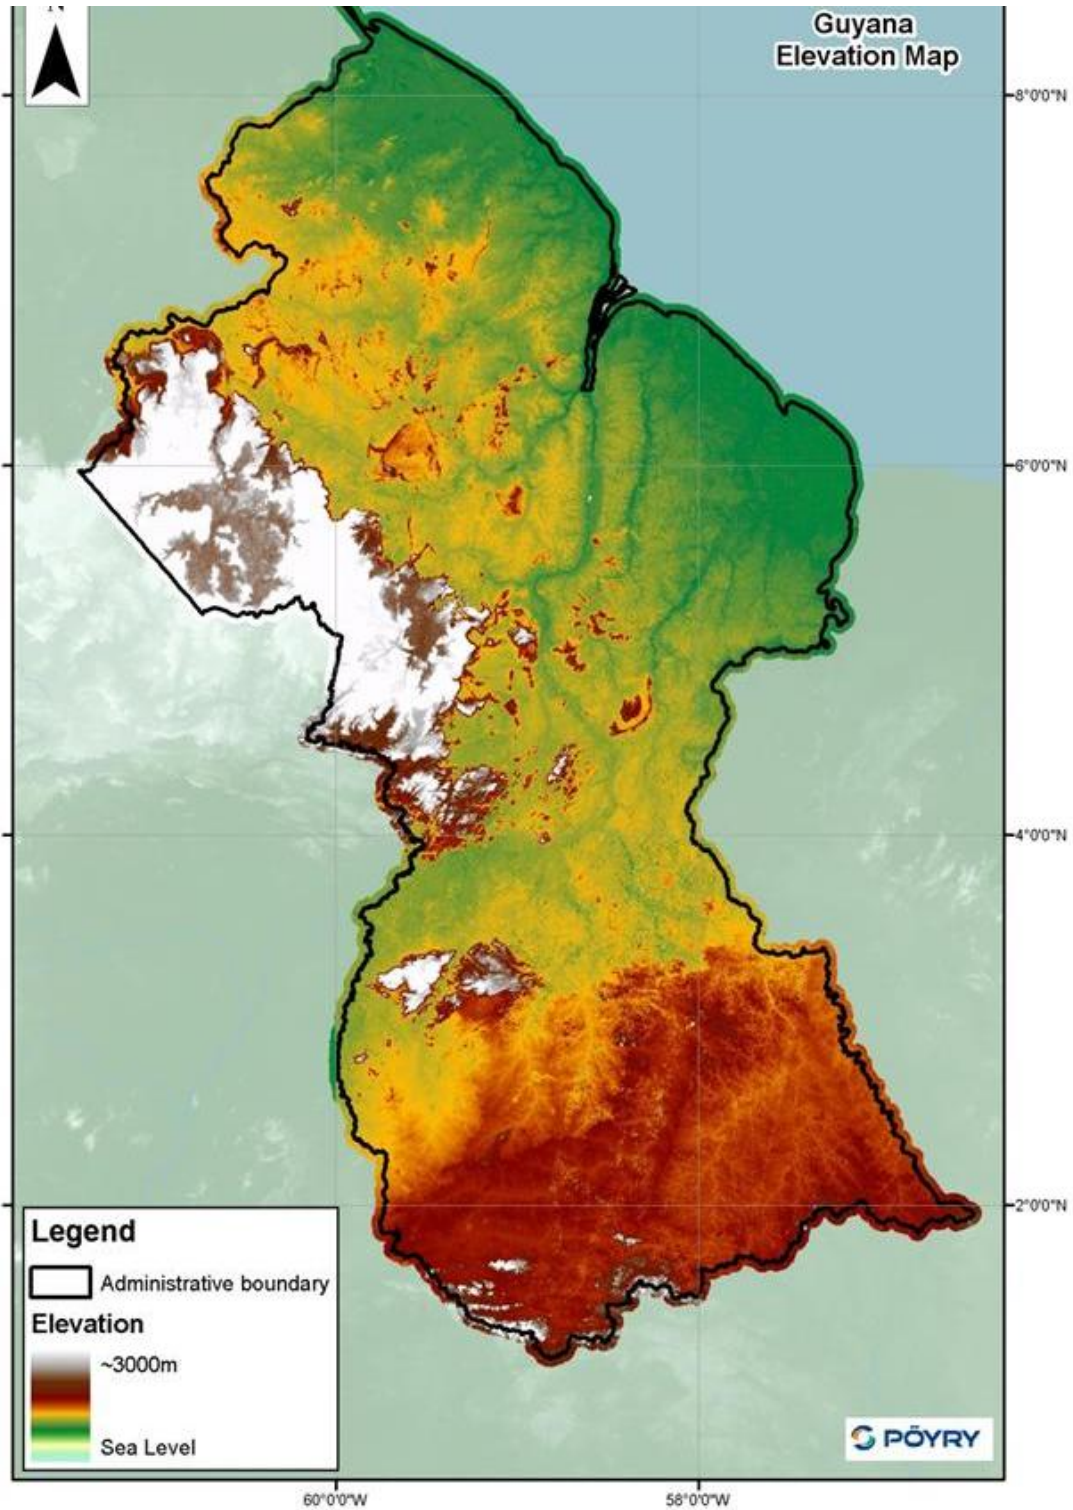 N
Guyana
Elevation Map
8°0'0"N
6°0'0"N
4°0'0"N
2°0'0"N
Legend
Administrative boundary
Elevation
~3000m
Sea Level
PÖYRY
60°0'0"W
58°0'0"W